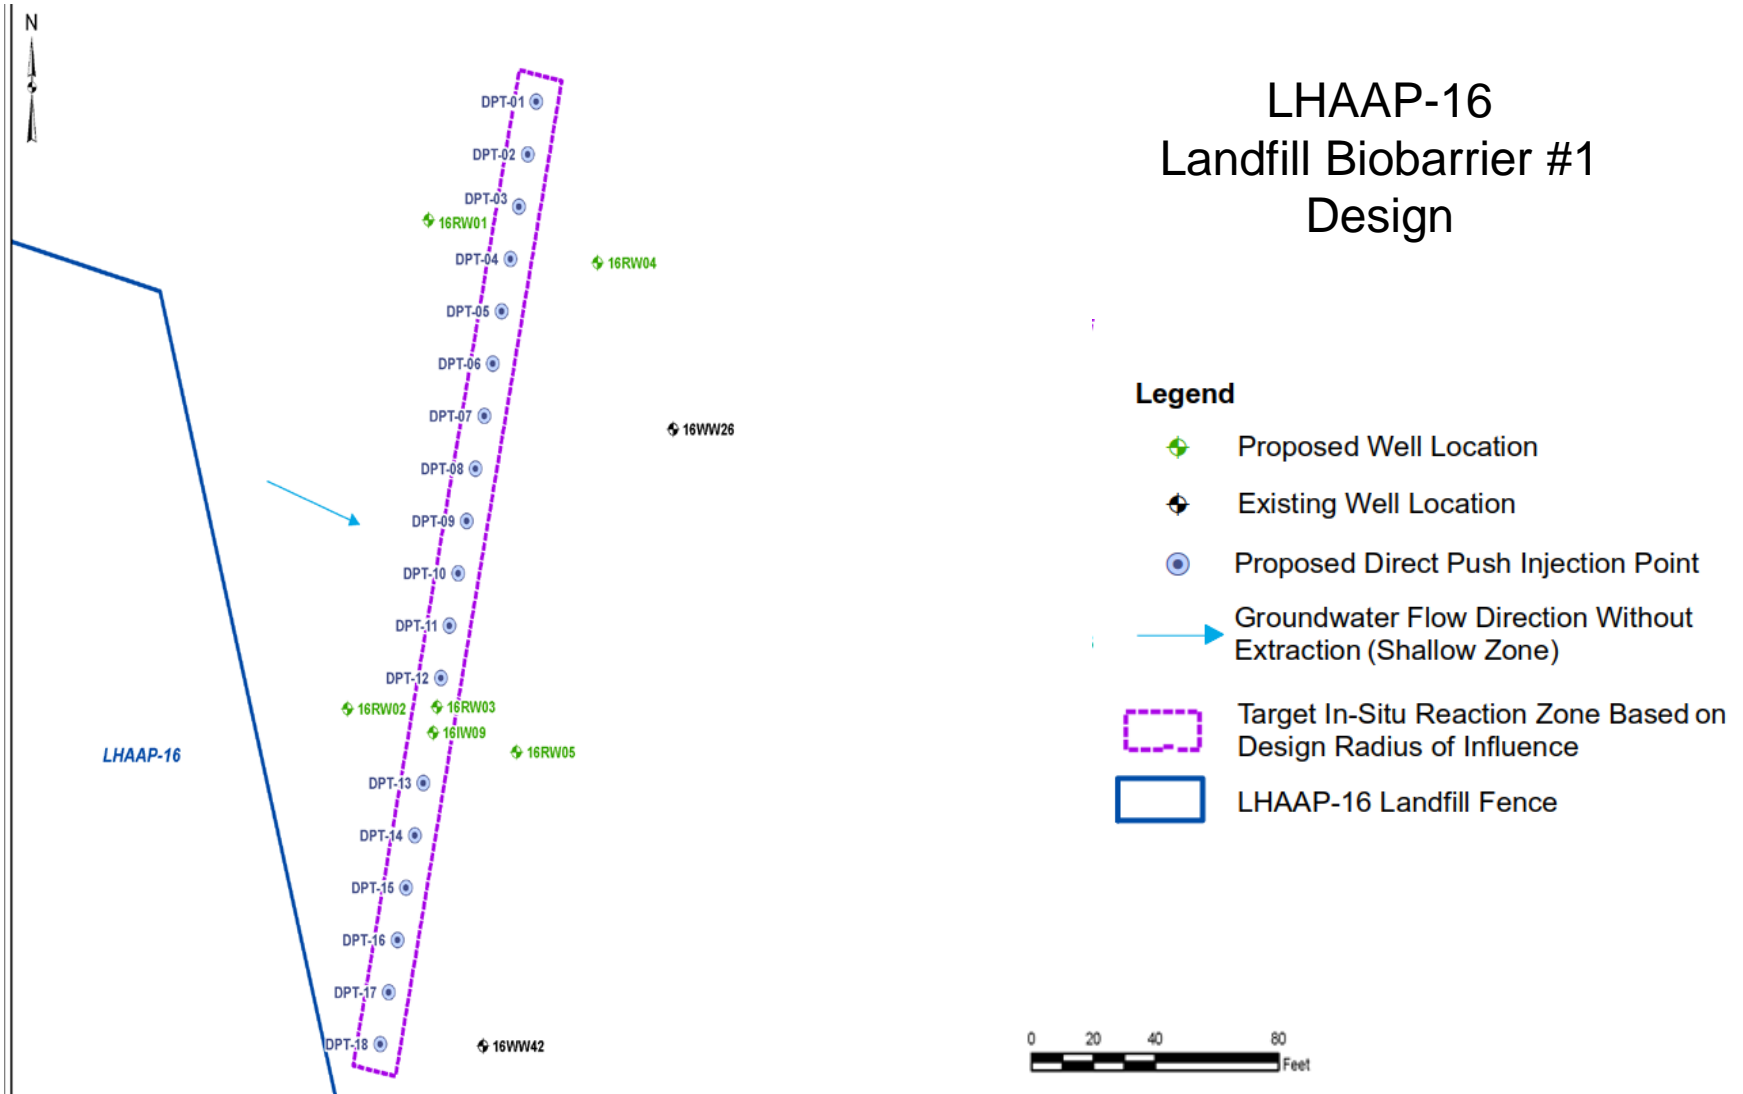 N
LHAAP-16
Landfill Biobarrier #1
Design
DPT-01
DPT-02
DPT-03
16RW01
DPT-04
16RW04
DPT-05
DPT-06
DPT-07
16WW26
DPT-08
DPT-09
DPT-10
DPT-11
DPT-12
16RW02
16RW03
16IW09
16RW05
LHAAP-16
DPT-13
DPT-14
DPT-15
DPT-16
DPT-17
DPT-18
16WW42
Legend
Proposed Well Location
Existing Well Location
Proposed Direct Push Injection Point
Groundwater Flow Direction Without
Extraction (Shallow Zone)
Target In-Situ Reaction Zone Based on
Design Radius of Influence
LHAAP-16 Landfill Fence
0 20 40 80
Feet